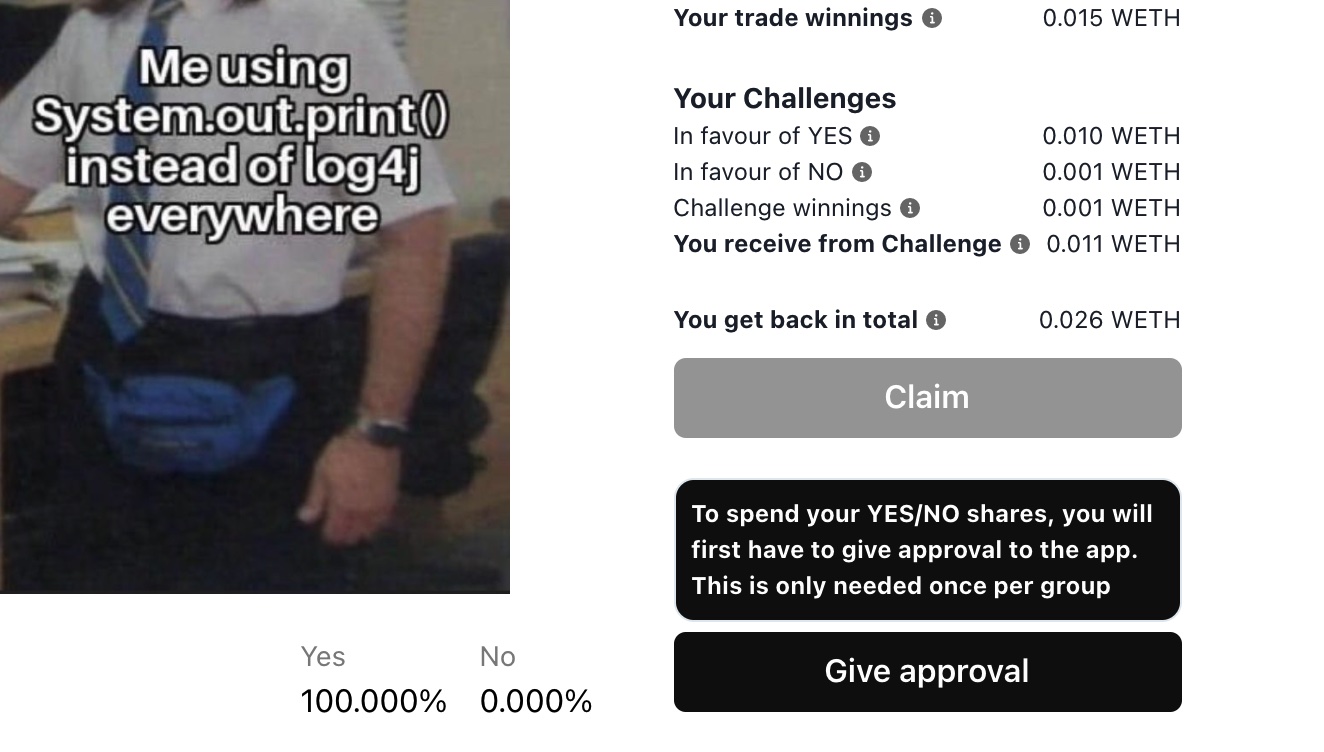 Me using
System.out.print()
instead of log4j
everywhere
Yes No
100.000% 0.000%
Your trade winnings 0.015 WETH
Your Challenges
In favour of YES 0.010 WETH
In favour of NO 0.001 WETH
Challenge winnings 0.001 WETH
You receive from Challenge 0.011 WETH
You get back in total 0.026 WETH
Claim
To spend your YES/NO shares, you will
first have to give approval to the app.
This is only needed once per group
Give approval